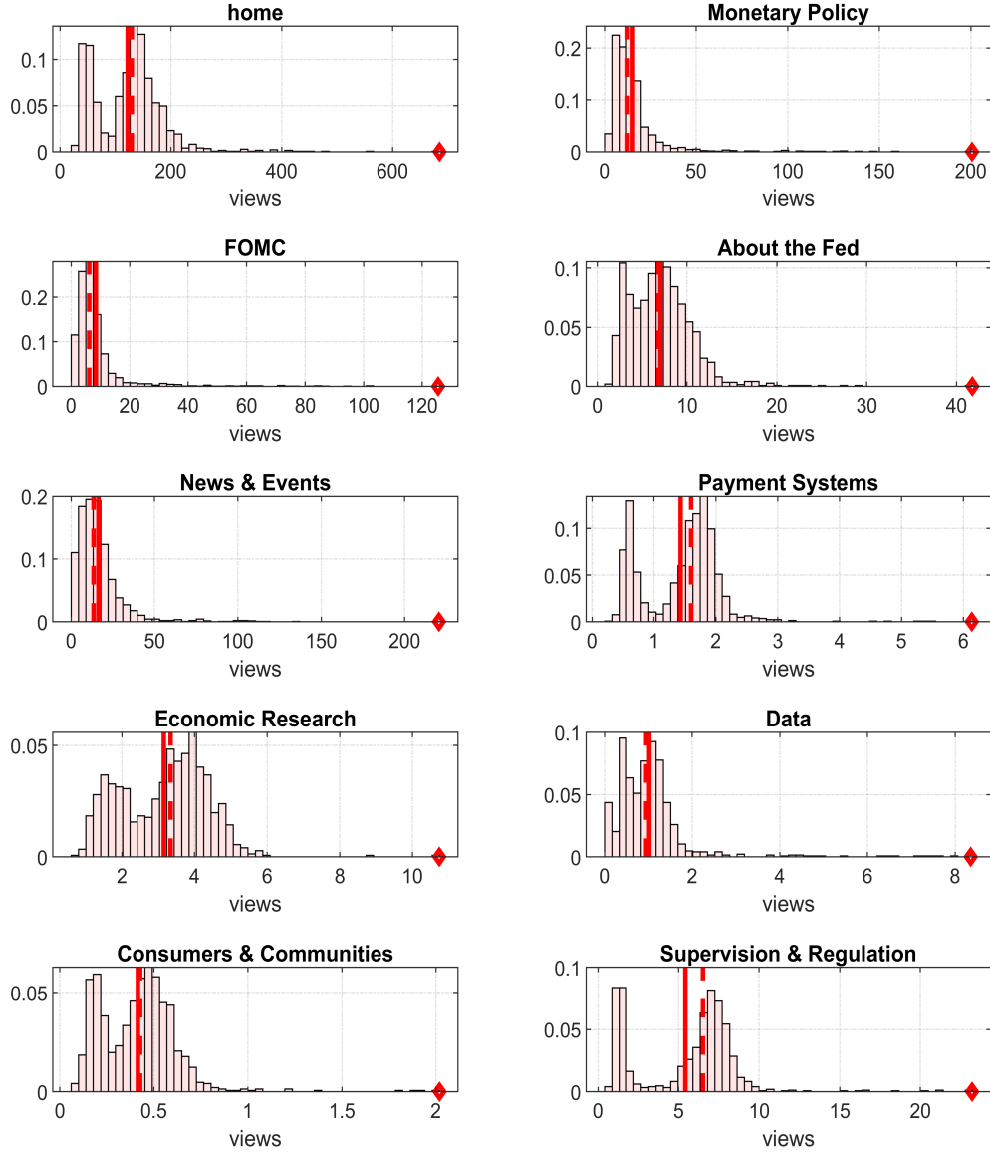 home
0.1
0.05
0
0 200 400 600
views
Monetary Policy
0.2
0.1
0
0 50 100 150 200
views
FOMC
0.2
0.1
0
0 20 40 60 80 100 120
views
About the Fed
0.1
0.05
0
0 10 20 30 40
views
News & Events
0.2
0.1
0
0 50 100 150 200
views
Payment Systems
0.1
0.05
0
0 1 2 3 4 5 6
views
Economic Research
0.05
0
2 4 6 8 10
views
Data
0.1
0.05
0
0 2 4 6 8
views
Consumers & Communities
0.05
0
0 0.5 1 1.5 2
views
Supervision & Regulation
0.1
0.05
0
0 5 10 15 20
views